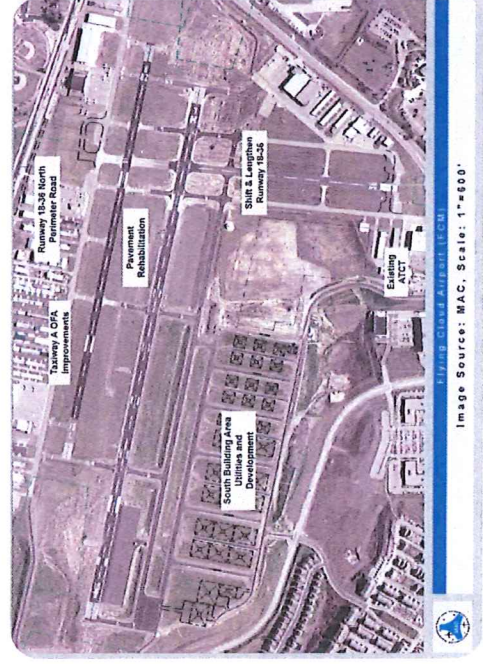 Runway 18-36 North
Perimeter Road
Taxiway A OFA
Improvements
Pavement
Rehabilitation
Shift & Lengthen
Runway 18-36
South Building Area
Utilities and
Development
Existing
ATCT
Flying Cloud Airport (FCM)
Image Source: MAC, Scale: 1"=600'